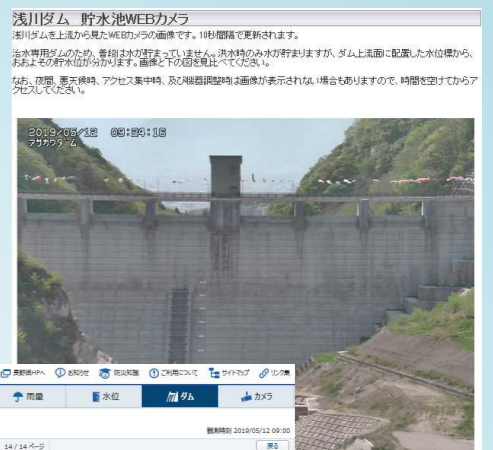 浅川ダム 貯水池WEBカメラ
浅川ダムを上流から見たWEBカメラの画像です。10秒間隔で更新されます。
治水専用ダムのため、普段は水が貯まっていません。洪水時のみ水が貯まりますが、ダム上流面に配置した水位標から、
おおよその貯水位が分かります。画像と下の図を見比べてください。
なお、夜間、悪天候時、アクセス集中時、及び機器調整時は画像が表示されない場合もありますので、時間を空けてからア
クセスしてください。
2019/05/12 09:24:16
アサカワダム
長野県HPへ お知らせ 防災知識 ご利用について サイトマップ リンク集
雨量 水位 ダム カメラ
観測時刻 2019/05/12 09:00
14 / 14 ページ 戻る